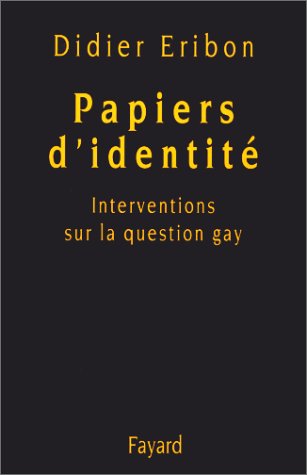 Didier Eribon
Papiers
d'identité
Interventions
sur la question gay
Fayard